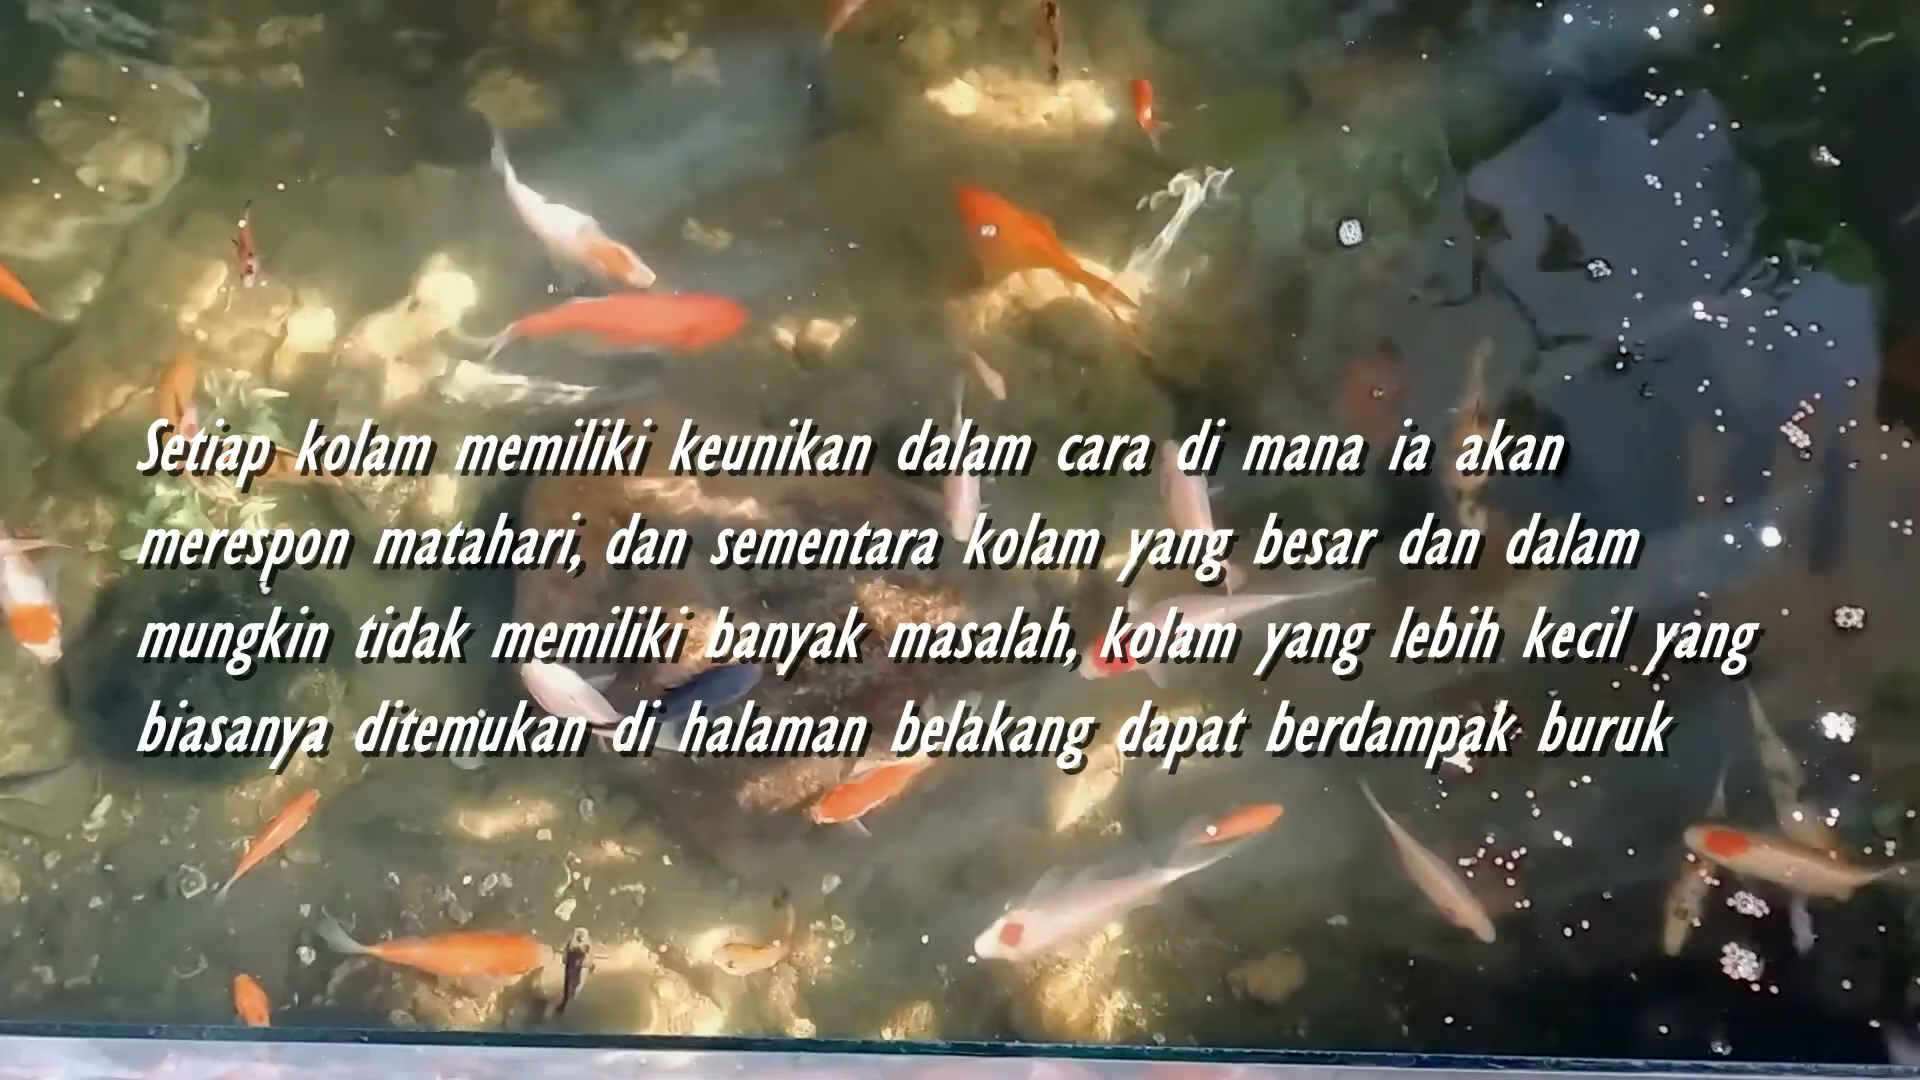 Setiap kolam memiliki keunikan dalam cara di mana ia akan
merespon matahari, dan sementara kolam yang besar dan dalam
mungkin tidak memiliki banyak masalah, kolam yang lebih kecil yang
biasanya ditemukan di halaman belakang dapat berdampak buruk